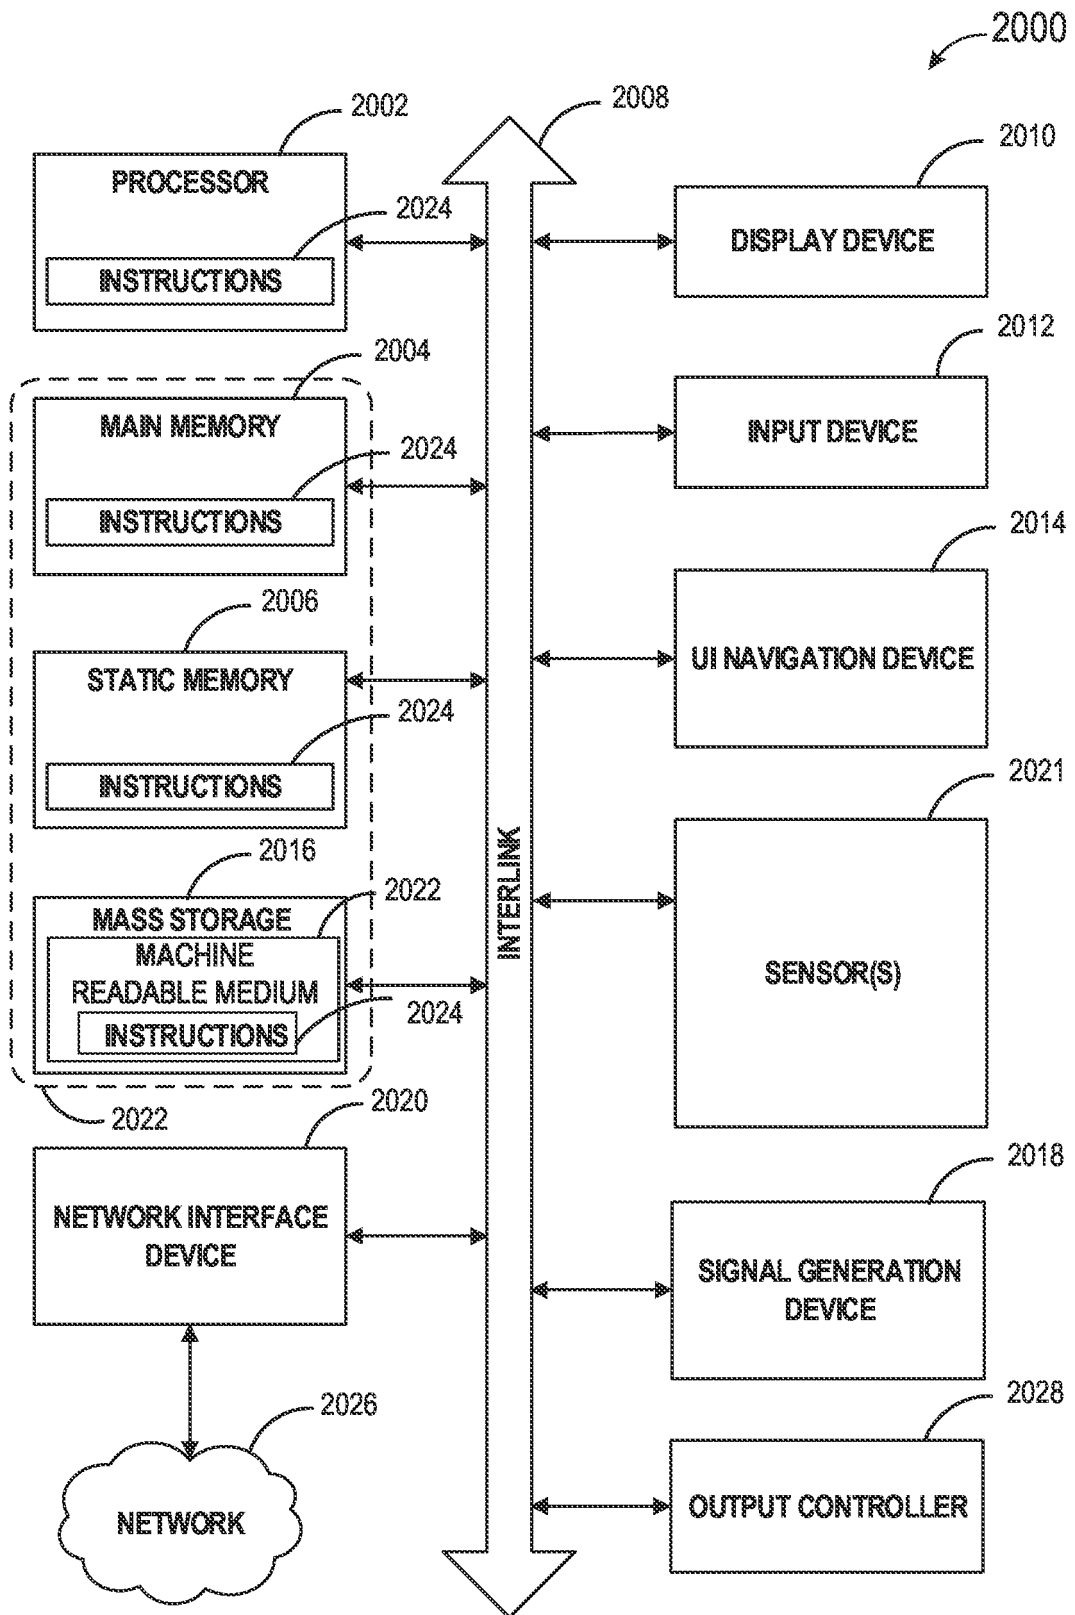 2000
2008
2002
PROCESSOR
2024
INSTRUCTIONS
2004
MAIN MEMORY
2024
INSTRUCTIONS
2006
STATIC MEMORY
2024
INSTRUCTIONS
2016
2022
MASS STORAGE
MACHINE
READABLE MEDIUM
2024
INSTRUCTIONS
2022
2020
NETWORK INTERFACE
DEVICE
2026
NETWORK
INTERLINK
2010
DISPLAY DEVICE
2012
INPUT DEVICE
2014
UI NAVIGATION DEVICE
2021
SENSOR(S)
2018
SIGNAL GENERATION
DEVICE
2028
OUTPUT CONTROLLER